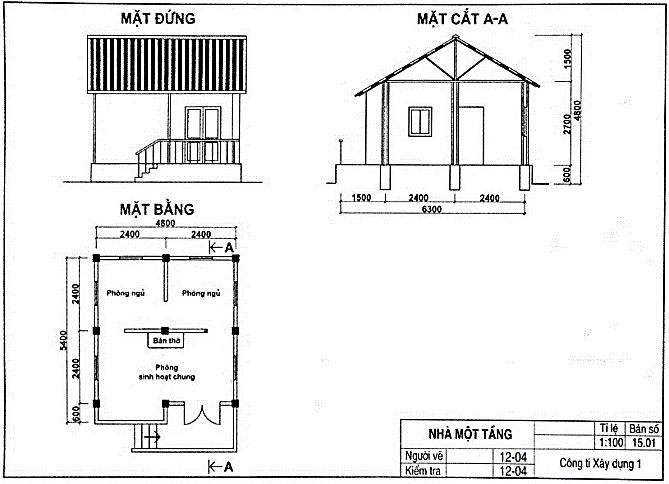 MẶT ĐỨNG
MẶT CẮT A-A
1500
2700
4800
600
1500 2400 2400
6300
MẶT BẰNG
4800
2400 2400
A
Phòng ngủ Phòng ngủ
2400
5400
Bàn thờ
2400
Phòng
sinh hoạt chung
600
A
NHÀ MỘT TẦNG
Tỉ lệ Bản số
1:100 15.01
Người vẽ 12-04
Kiểm tra 12-04
Công ti Xây dựng 1